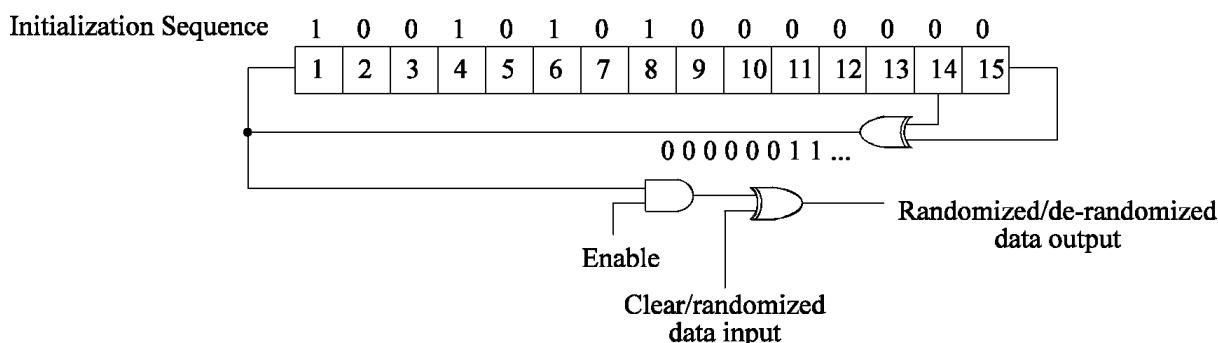 Initialization Sequence 1 0 0 1 0 1 0 1 0 0 0 0 0 0 0
1 2 3 4 5 6 7 8 9 10 11 12 13 14 15
0 0 0 0 0 0 1 1 ...
Randomized/de-randomized
data output
Enable
Clear/randomized
data input